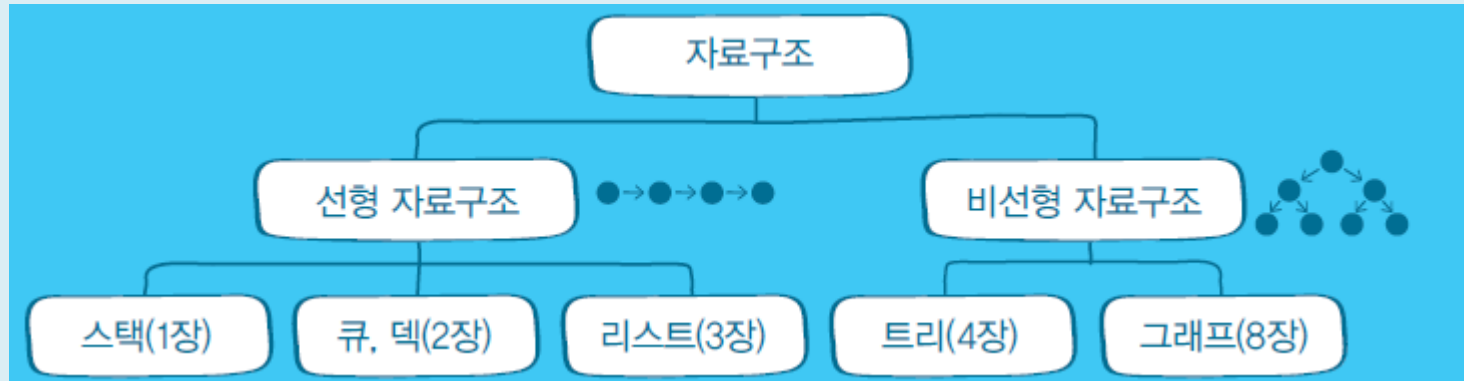 자료구조
선형 자료구조
비선형 자료구조
스택(1장)
큐, 덱(2장)
리스트(3장)
트리(4장)
그래프(8장)